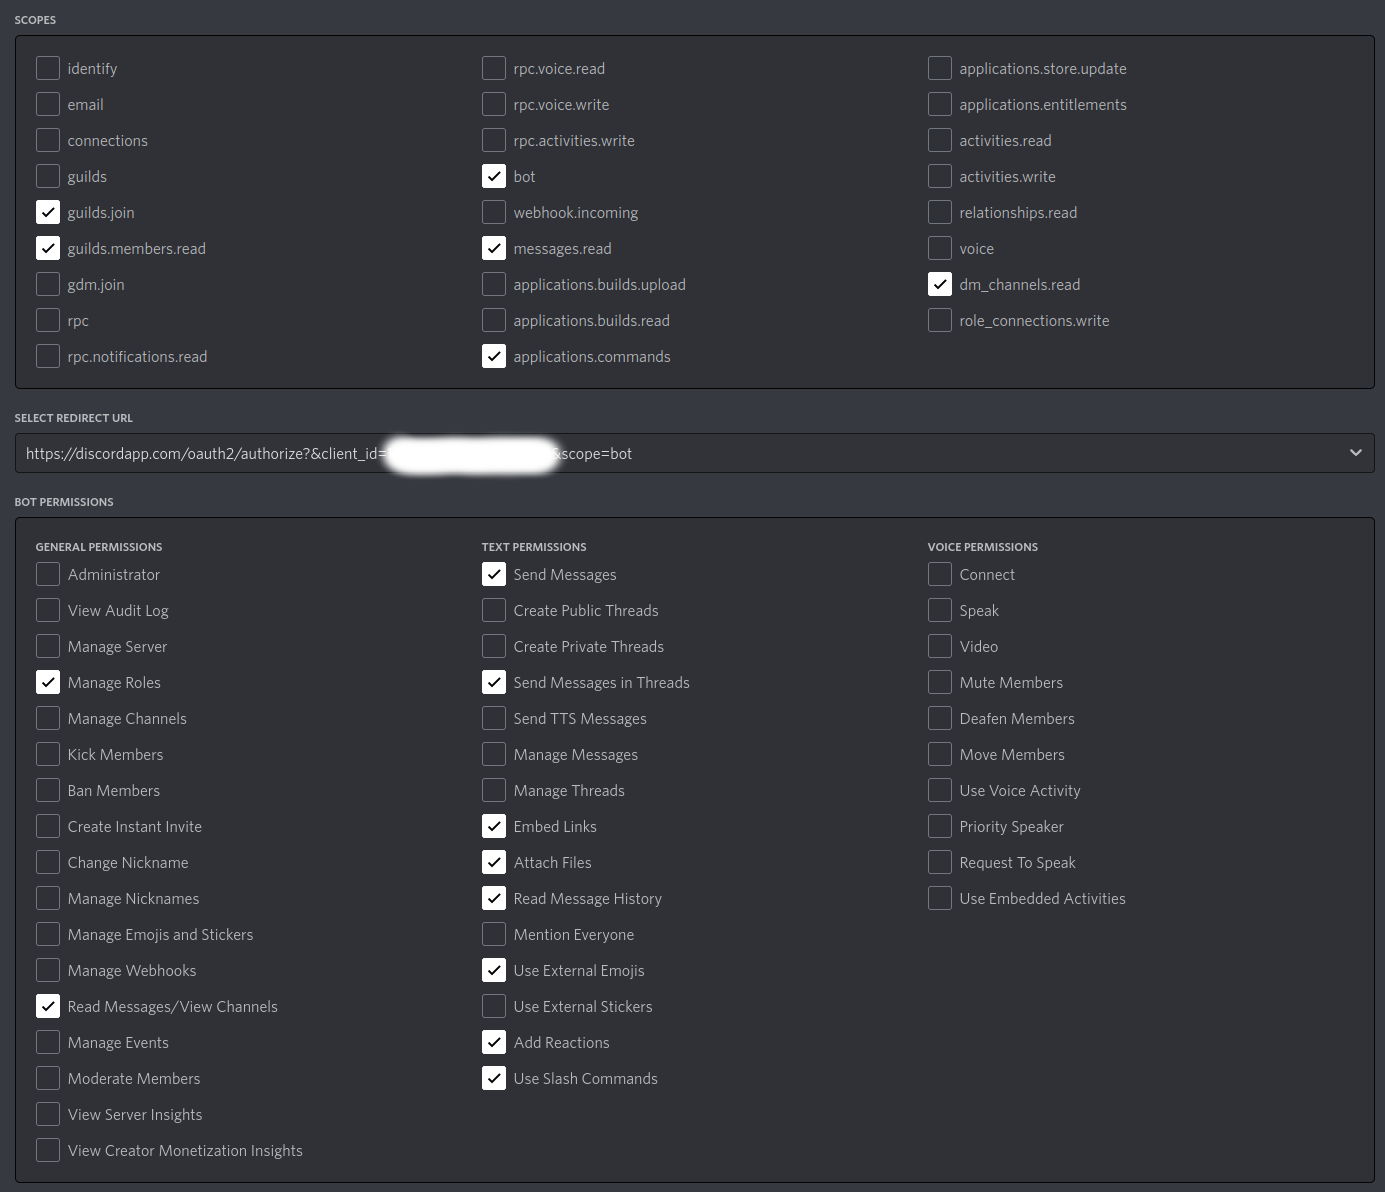 SCOPES
identify
email
connections
guilds
guilds.join
guilds.members.read
gdm.join
rpc
rpc.notifications.read
rpc.voice.read
rpc.voice.write
rpc.activities.write
bot
webhook.incoming
messages.read
applications.builds.upload
applications.builds.read
applications.commands
applications.store.update
applications.entitlements
activities.read
activities.write
relationships.read
voice
dm_channels.read
role_connections.write
SELECT REDIRECT URL
https://discordapp.com/oauth2/authorize?&client_id= &scope=bot
BOT PERMISSIONS
GENERAL PERMISSIONS
Administrator
View Audit Log
Manage Server
Manage Roles
Manage Channels
Kick Members
Ban Members
Create Instant Invite
Change Nickname
Manage Nicknames
Manage Emojis and Stickers
Manage Webhooks
Read Messages/View Channels
Manage Events
Moderate Members
View Server Insights
View Creator Monetization Insights
TEXT PERMISSIONS
Send Messages
Create Public Threads
Create Private Threads
Send Messages in Threads
Send TTS Messages
Manage Messages
Manage Threads
Embed Links
Attach Files
Read Message History
Mention Everyone
Use External Emojis
Use External Stickers
Add Reactions
Use Slash Commands
VOICE PERMISSIONS
Connect
Speak
Video
Mute Members
Deafen Members
Move Members
Use Voice Activity
Priority Speaker
Request To Speak
Use Embedded Activities